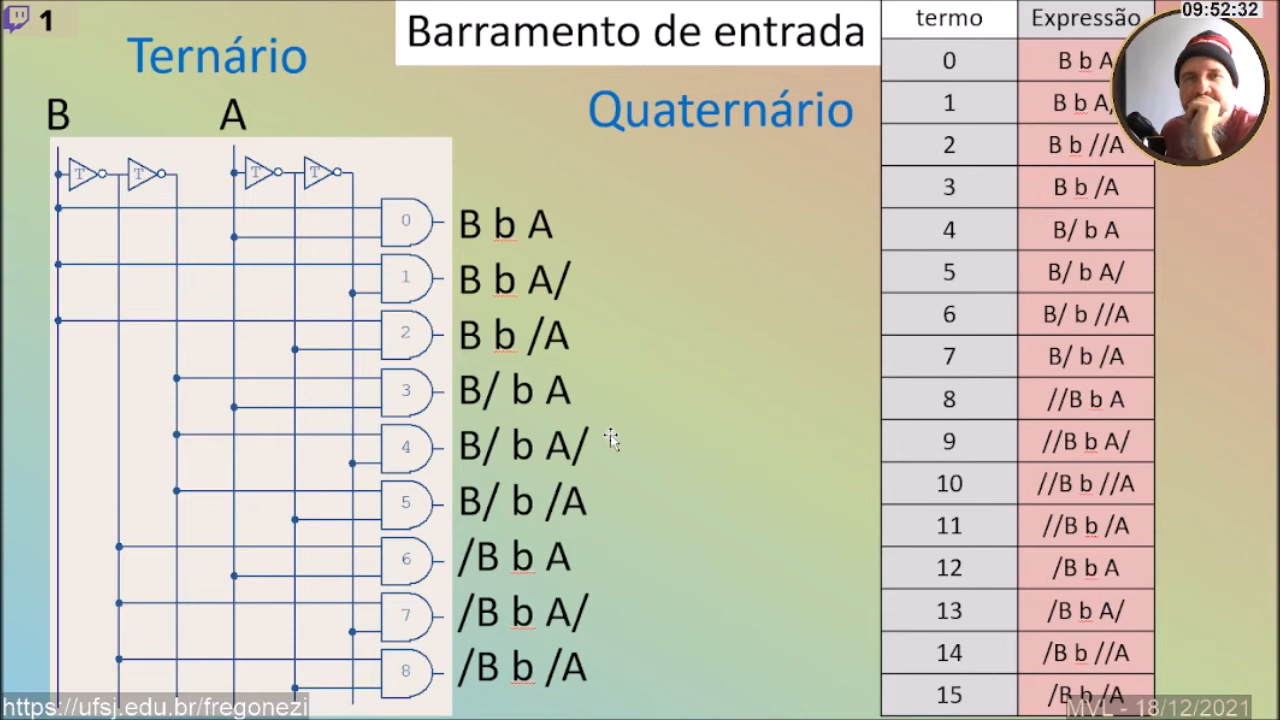 1
Barramento de entrada
Ternário
Quaternário
09:52:32
B A
T T T T
0
1
2
3
4
5
6
7
8
B b A
B b A/
B b /A
B/ b A
B/ b A/
B/ b /A
/B b A
/B b A/
/B b /A
termo Expressão
0 B b A
1 B b A/
2 B b //A
3 B b /A
4 B/ b A
5 B/ b A/
6 B/ b //A
7 B/ b /A
8 //B b A
9 //B b A/
10 //B b //A
11 //B b /A
12 /B b A
13 /B b A/
14 /B b //A
15 /B b /A
https://ufsj.edu.br/fregonezi
MVL - 18/12/2021